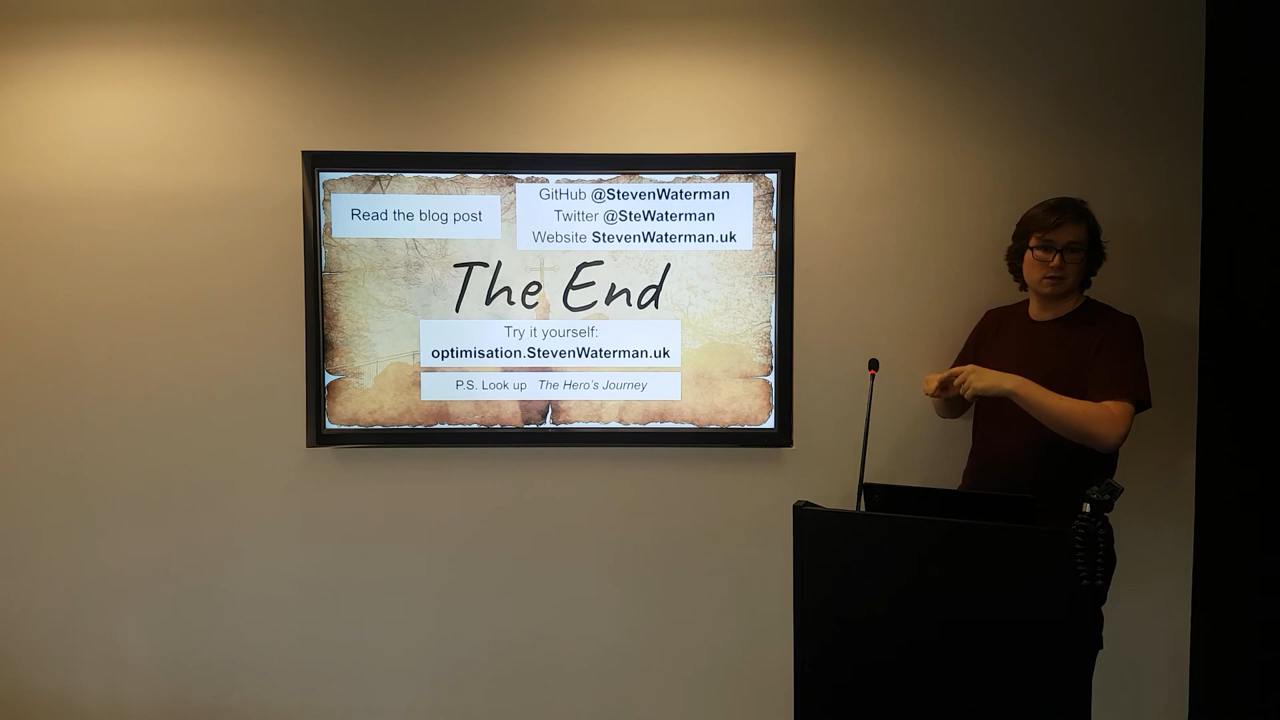 Read the blog post
GitHub @StevenWaterman
Twitter @SteWaterman
Website StevenWaterman.uk
The End
Try it yourself:
optimisation.StevenWaterman.uk
P.S. Look up The Hero's Journey